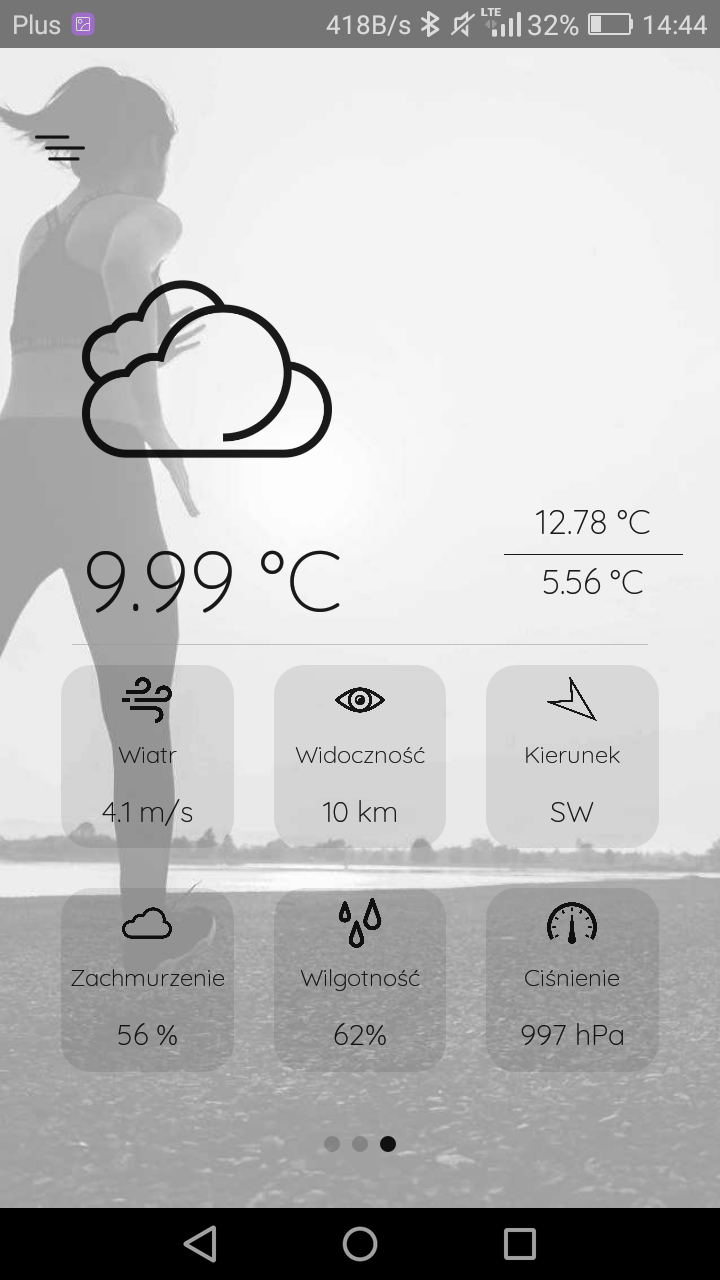 Plus 418B/s LTE 32% 14:44
12.78 °C
9.99 °C
5.56 °C
Wiatr Widoczność Kierunek
4.1 m/s 10 km SW
Zachmurzenie Wilgotność Ciśnienie
56 % 62% 997 hPa